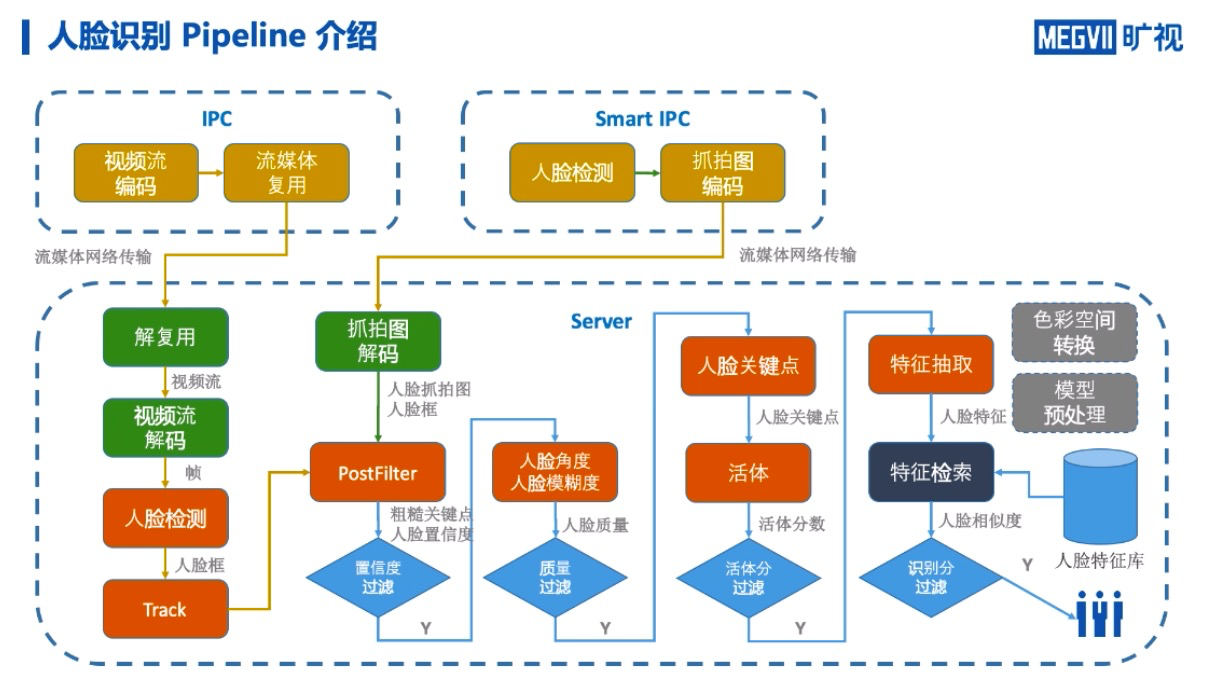 人脸识别 Pipeline 介绍
MEGVII 旷视
IPC
视频流
编码
流媒体
复用
Smart IPC
人脸检测
抓拍图
编码
流媒体网络传输
流媒体网络传输
Server
解复用
视频流
视频流
解码
帧
人脸检测
人脸框
Track
抓拍图
解码
人脸抓拍图
人脸框
PostFilter
粗糙关键点
人脸置信度
置信度
过滤
Y
人脸角度
人脸模糊度
人脸质量
质量
过滤
Y
人脸关键点
人脸关键点
活体
活体分数
活体分
过滤
Y
特征抽取
人脸特征
特征检索
人脸相似度
识别分
过滤
Y
色彩空间
转换
模型
预处理
人脸特征库